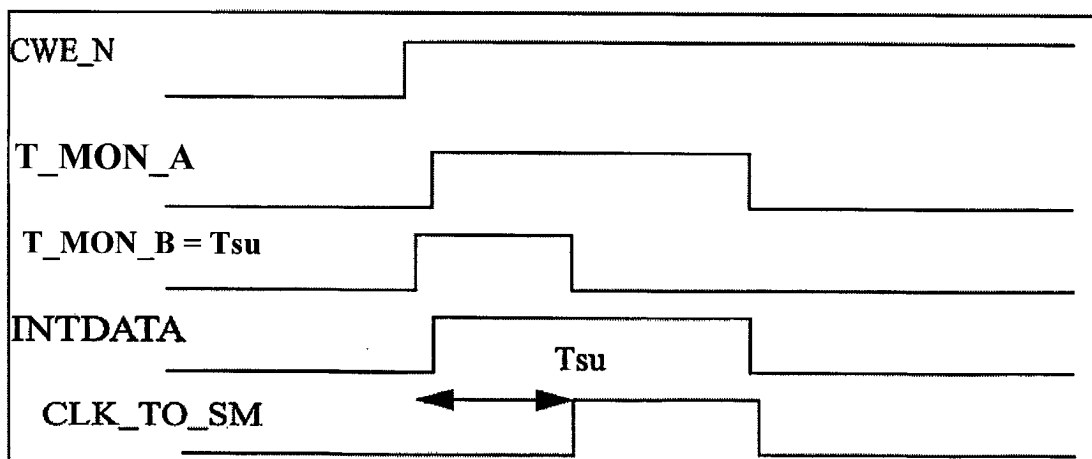 CWE_N
T_MON_A
T_MON_B = Tsu
INTDATA
Tsu
CLK_TO_SM